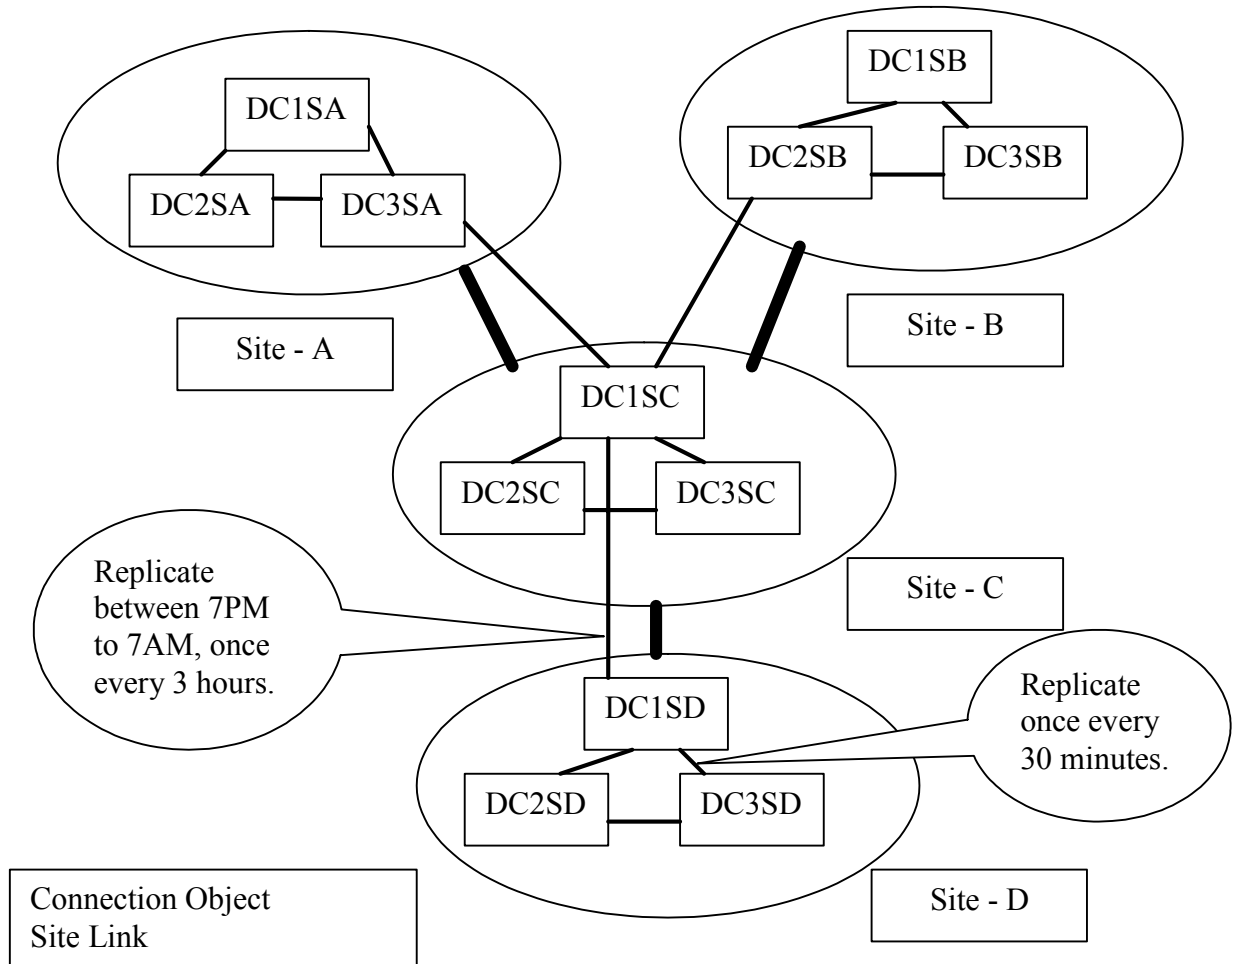 DC1SB
DC1SA
DC2SB
DC3SB
DC2SA
DC3SA
Site - B
Site - A
DC1SC
DC2SC
DC3SC
Replicate
between 7PM
to 7AM, once
every 3 hours.
Site - C
DC1SD
Replicate
once every
30 minutes.
DC2SD
DC3SD
Connection Object
Site Link
Site - D